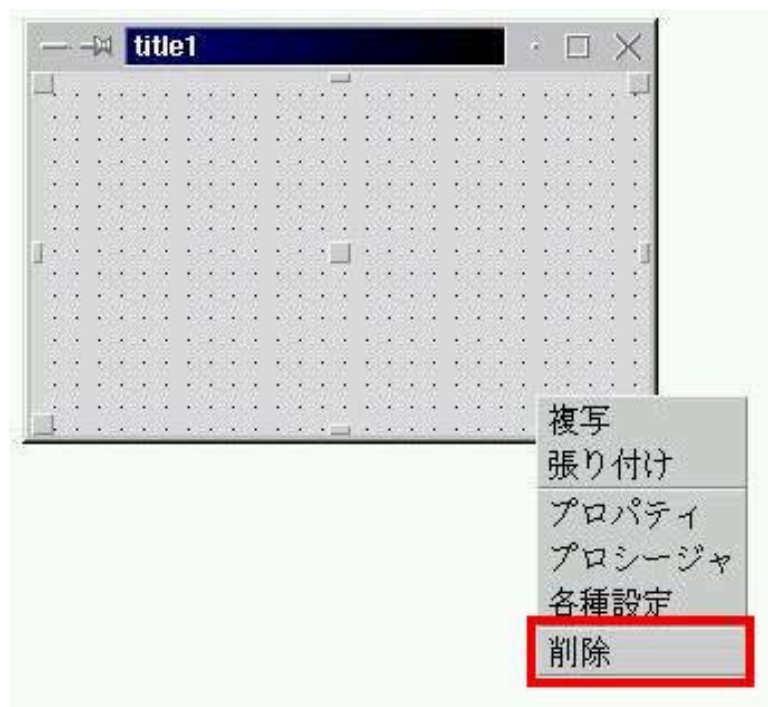 title1
複写
張り付け
プロパティ
プロシージャ
各種設定
削除